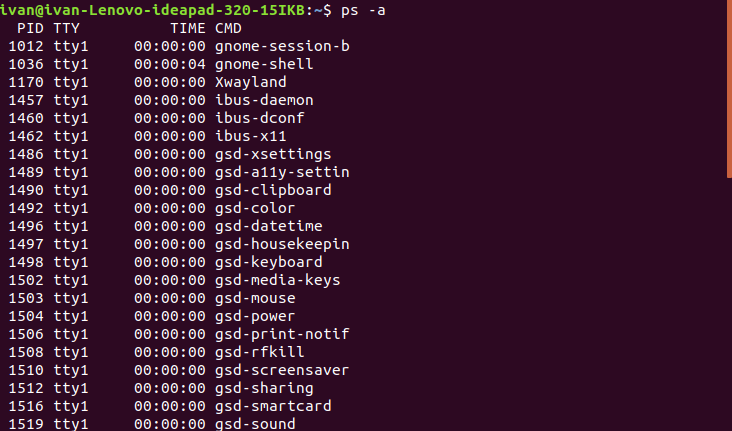 ivan@ivan-Lenovo-ideapad-320-15IKB:~$ ps -a
  PID TTY          TIME CMD
 1012 tty1     00:00:00 gnome-session-b
 1036 tty1     00:00:04 gnome-shell
 1170 tty1     00:00:00 Xwayland
 1457 tty1     00:00:00 ibus-daemon
 1460 tty1     00:00:00 ibus-dconf
 1462 tty1     00:00:00 ibus-x11
 1486 tty1     00:00:00 gsd-xsettings
 1489 tty1     00:00:00 gsd-a11y-settin
 1490 tty1     00:00:00 gsd-clipboard
 1492 tty1     00:00:00 gsd-color
 1496 tty1     00:00:00 gsd-datetime
 1497 tty1     00:00:00 gsd-housekeepin
 1498 tty1     00:00:00 gsd-keyboard
 1502 tty1     00:00:00 gsd-media-keys
 1503 tty1     00:00:00 gsd-mouse
 1504 tty1     00:00:00 gsd-power
 1506 tty1     00:00:00 gsd-print-notif
 1508 tty1     00:00:00 gsd-rfkill
 1510 tty1     00:00:00 gsd-screensaver
 1512 tty1     00:00:00 gsd-sharing
 1516 tty1     00:00:00 gsd-smartcard
 1519 tty1     00:00:00 gsd-sound